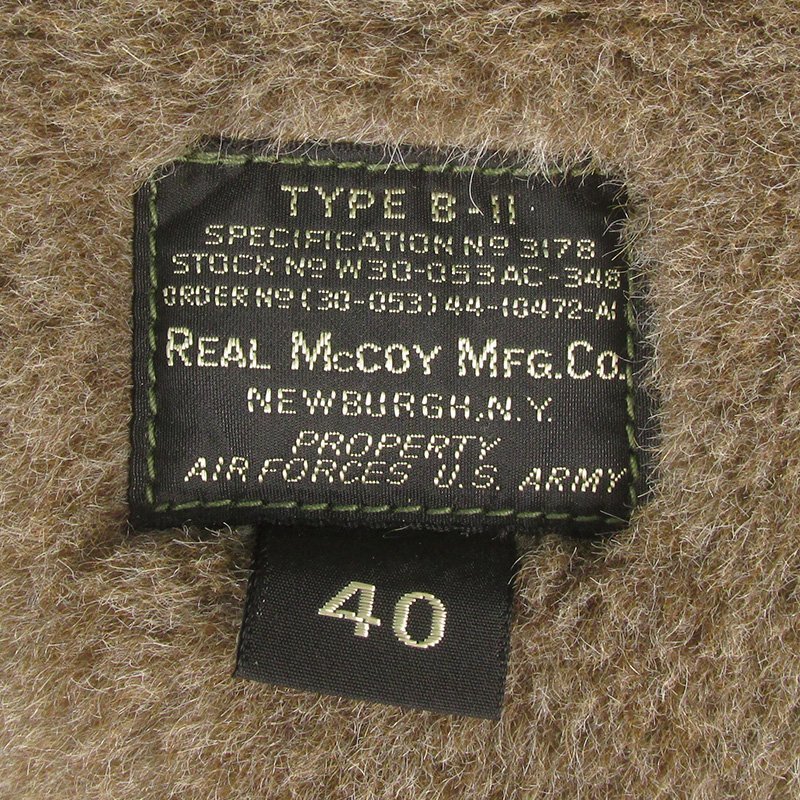 TYPE B-11
SPECIFICATION No 3178
STOCK No W30-053AC-348
ORDER No (30-053) 44-10472-AF
REAL McCOY MFG. CO.
NEWBURGH, N.Y.
PROPERTY
AIR FORCES U.S. ARMY
40